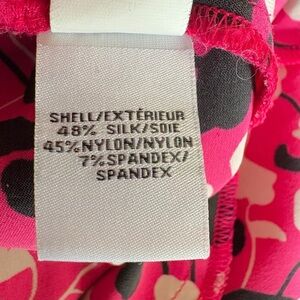 SHELL/EXTÉRIEUR
48% SILK/SOIE
45%NYLON/NYLON
7%SPANDEX/
SPANDEX